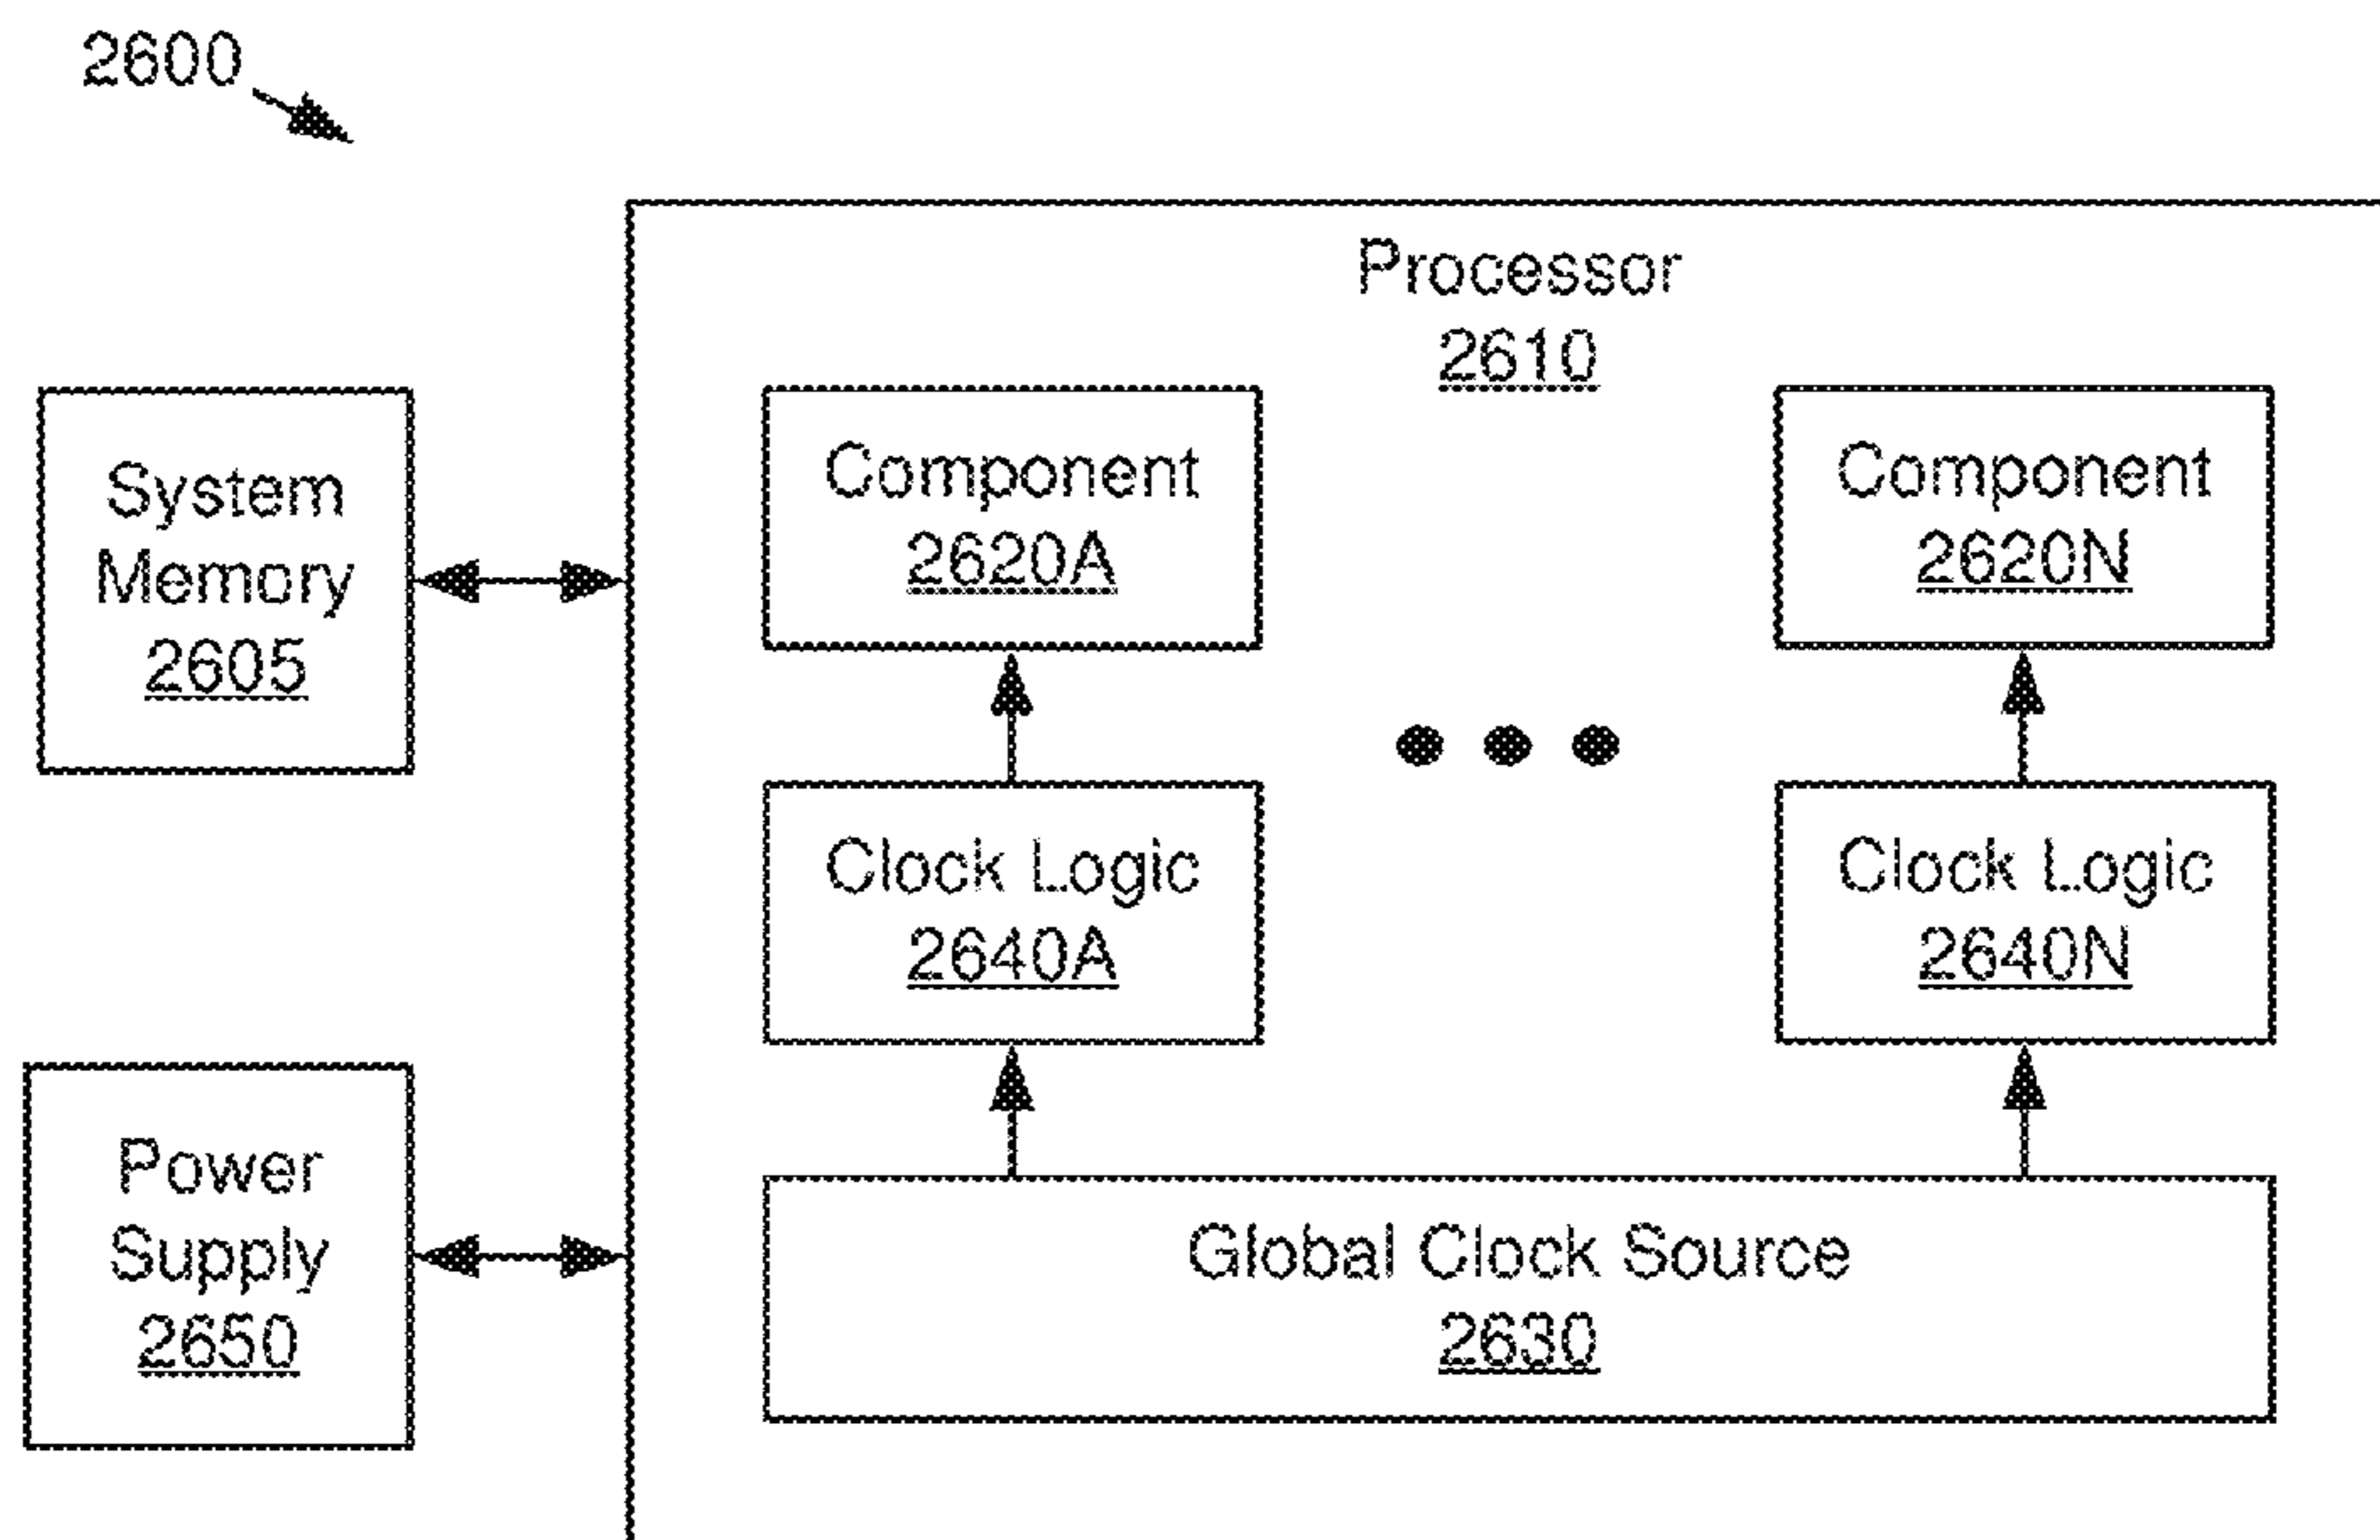 2600
Processor
2610
System
Memory
2605
Component
2620A
Component
2620N
Clock Logic
2640A
Clock Logic
2640N
Power
Supply
2650
Global Clock Source
2630